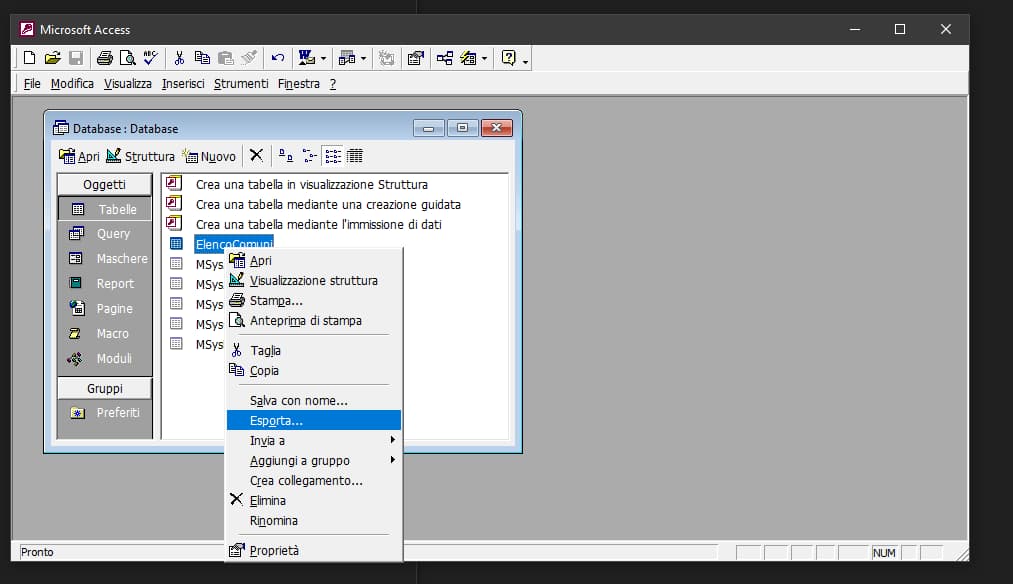 Microsoft Access
File Modifica Visualizza Inserisci Strumenti Finestra ?
Database : Database
Apri Struttura Nuovo
Oggetti
Tabelle
Query
Maschere
Report
Pagine
Macro
Moduli
Gruppi
Preferiti
Crea una tabella in visualizzazione Struttura
Crea una tabella mediante una creazione guidata
Crea una tabella mediante l'immissione di dati
ElencoComuni
MSys
MSys
MSys
MSys
MSys
Apri
Visualizzazione struttura
Stampa...
Anteprima di stampa
Taglia
Copia
Salva con nome...
Esporta...
Invia a
Aggiungi a gruppo
Crea collegamento...
Elimina
Rinomina
Proprietà
Pronto
NUM